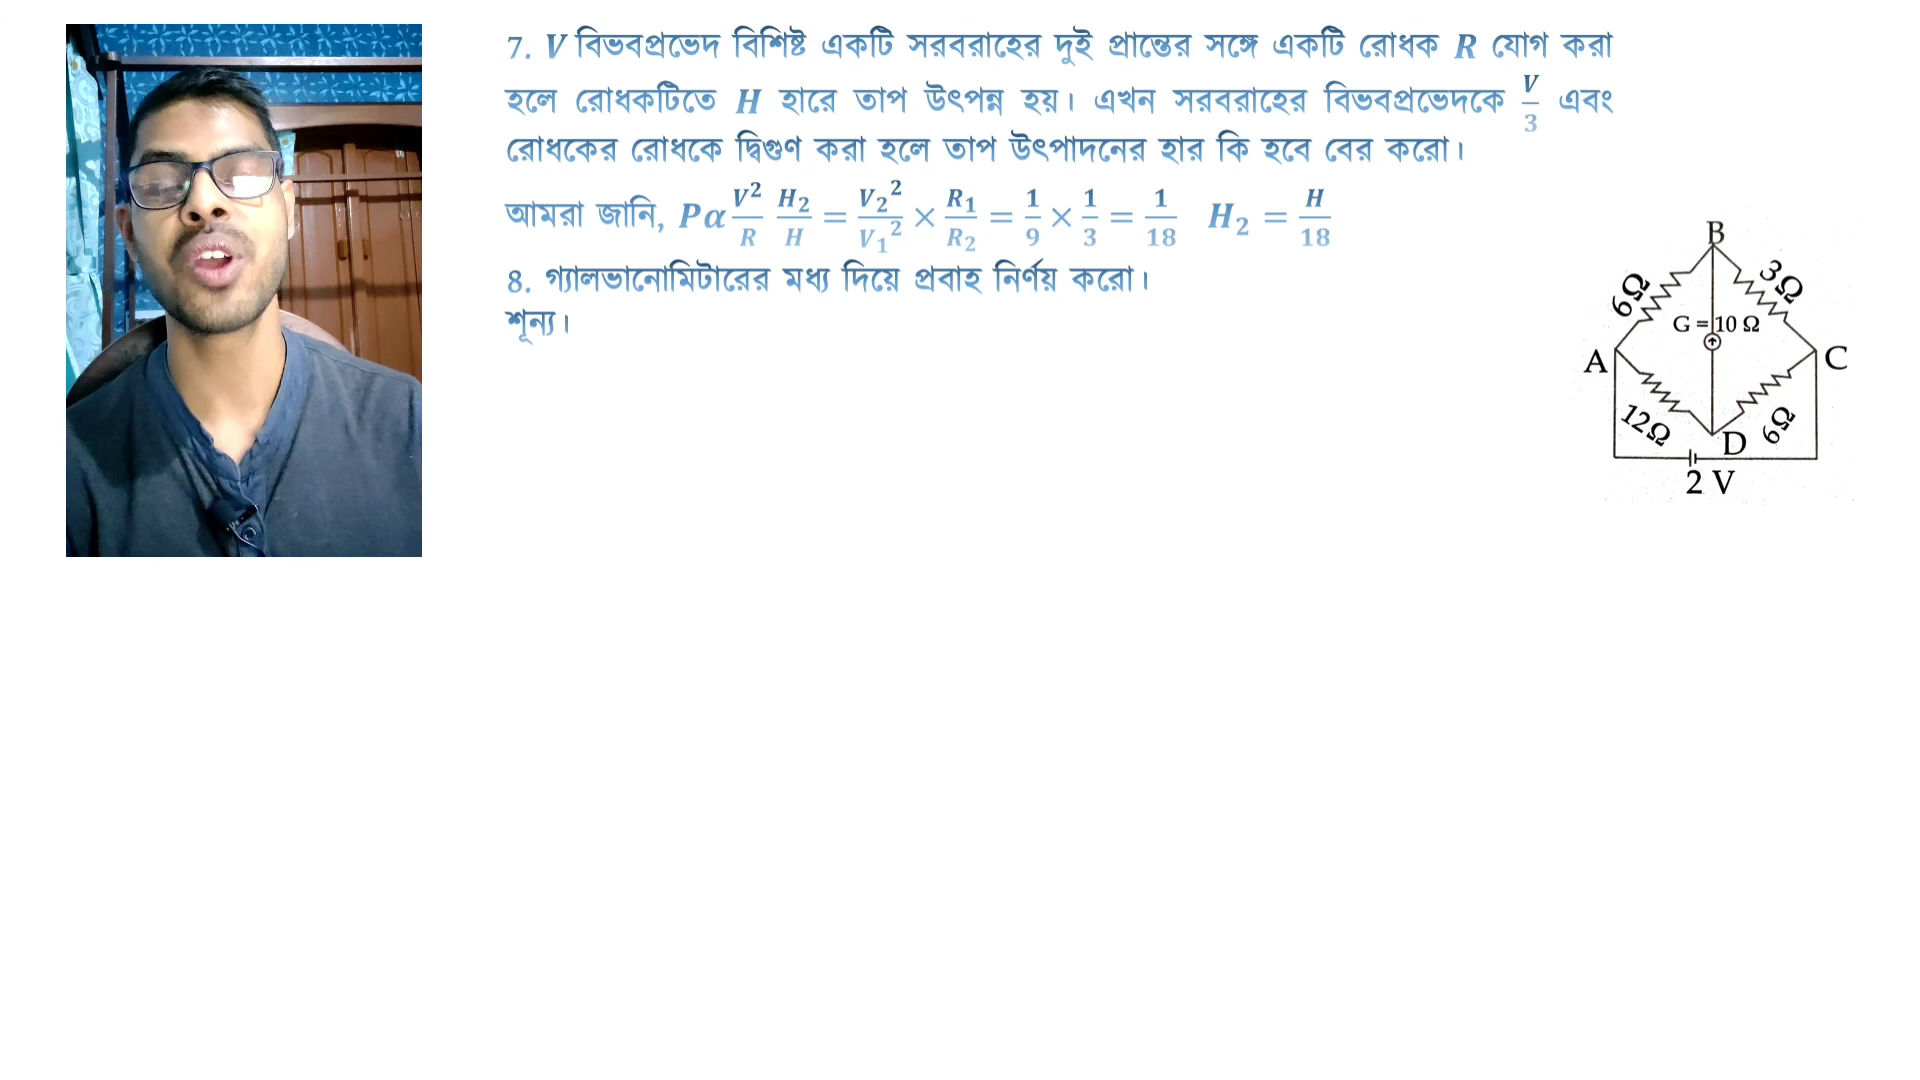 7. V বিভবপ্রভেদ বিশিষ্ট একটি সরবরাহের দুই প্রান্তের সঙ্গে একটি রোধক R যোগ করা
হলে রোধকটিতে H হারে তাপ উৎপন্ন হয়। এখন সরবরাহের বিভবপ্রভেদকে V/3 এবং
রোধকের রোধকে দ্বিগুণ করা হলে তাপ উৎপাদনের হার কি হবে বের করো।
আমরা জানি, Pα V²/R H₂/H = V₂²/V₁² × R₁/R₂ = 1/9 × 1/3 = 1/18 H₂ = H/18
8. গ্যালভানোমিটারের মধ্য দিয়ে প্রবাহ নির্ণয় করো।
শূন্য।
B
6Ω
3Ω
G = 10 Ω
A
C
12Ω
D
6Ω
2 V